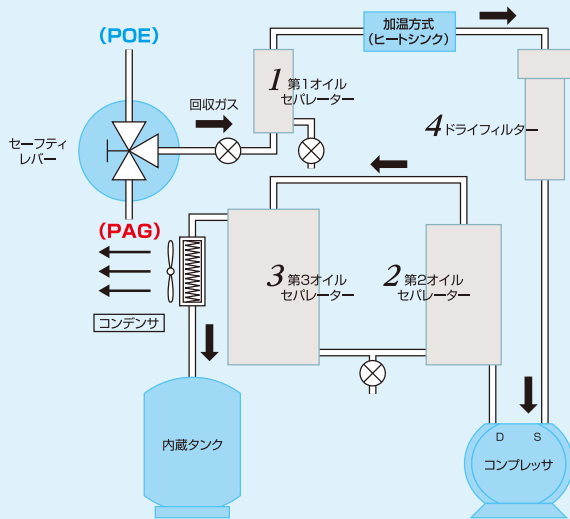 (POE)
セーフティ
レバー
(PAG)
回収ガス
1 第1オイル
セパレーター
加温方式
(ヒートシンク)
4 ドライフィルター
3 第3オイル
セパレーター
2 第2オイル
セパレーター
コンデンサ
内蔵タンク
D S
コンプレッサ